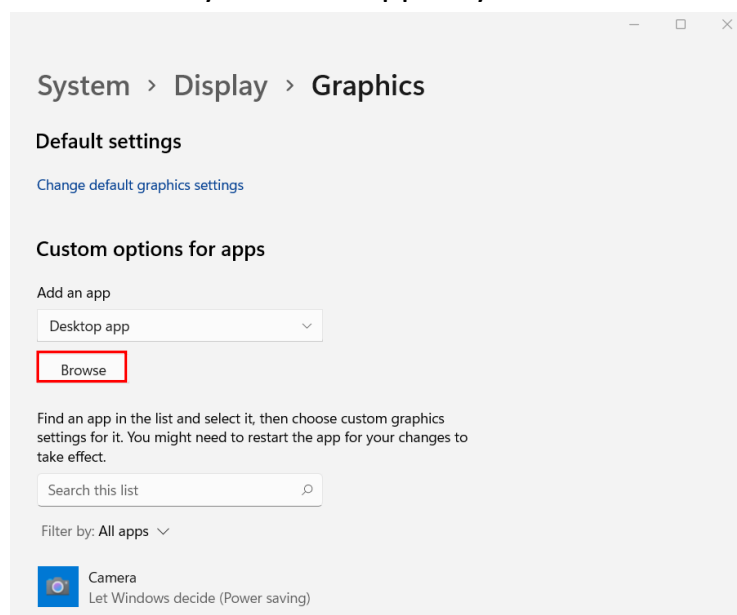 System > Display > Graphics
Default settings
Change default graphics settings
Custom options for apps
Add an app
Desktop app
Browse
Find an app in the list and select it, then choose custom graphics
settings for it. You might need to restart the app for your changes to
take effect.
Search this list
Filter by: All apps
Camera
Let Windows decide (Power saving)